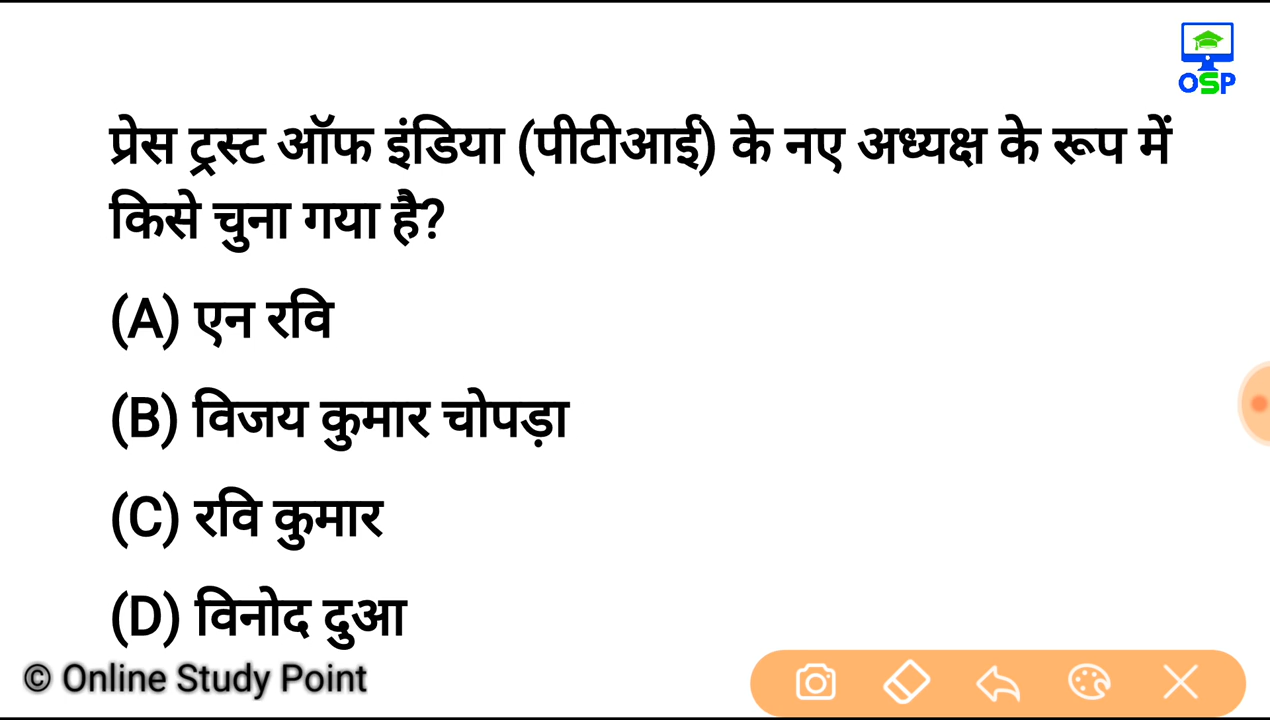 OSP
प्रेस ट्रस्ट ऑफ इंडिया (पीटीआई) के नए अध्यक्ष के रूप में
किसे चुना गया है?
(A) एन रवि
(B) विजय कुमार चोपड़ा
(C) रवि कुमार
(D) विनोद दुआ
© Online Study Point